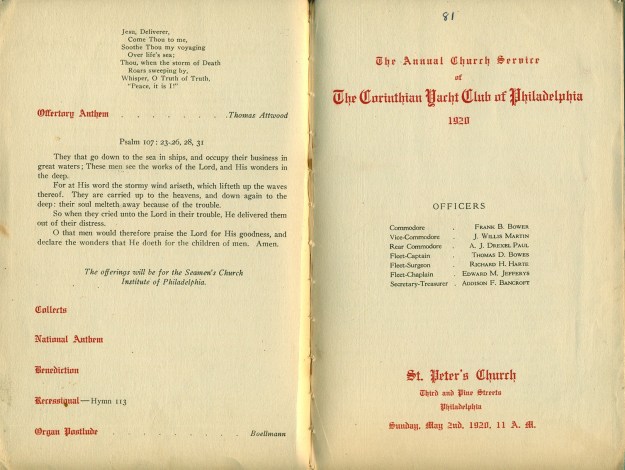 Jesu, Deliverer,
Come Thou to me,
Soothe Thou my voyaging
Over life's sea;
Thou, when the storm of Death
Roars sweeping by,
Whisper, O Truth of Truth,
"Peace, it is I!"
Offertory Anthem . . . . . . . Thomas Attwood
Psalm 107: 23-26, 28, 31
They that go down to the sea in ships, and occupy their business in
great waters; These men see the works of the Lord, and His wonders in
the deep.
For at His word the stormy wind ariseth, which lifteth up the waves
thereof. They are carried up to the heavens, and down again to the
deep: their soul melteth away because of the trouble.
So when they cried unto the Lord in their trouble, He delivered them
out of their distress.
O that men would therefore praise the Lord for His goodness, and
declare the wonders that He doeth for the children of men. Amen.
The offerings will be for the Seamen's Church
Institute of Philadelphia.
Collects
National Anthem
Benediction
Recessional—Hymn 113
Organ Postlude . . . . . . . . Boellmann
81
The Annual Church Service
of
The Corinthian Yacht Club of Philadelphia
1920
OFFICERS
Commodore . Frank B. Bower
Vice-Commodore . J. Willis Martin
Rear Commodore . A. J. Drexel Paul
Fleet-Captain . Thomas D. Bowes
Fleet-Surgeon . Richard H. Harte
Fleet-Chaplain . Edward M. Jefferys
Secretary-Treasurer . Addison F. Bancroft
St. Peter's Church
Third and Pine Streets
Philadelphia
Sunday, May 2nd, 1920, 11 A. M.